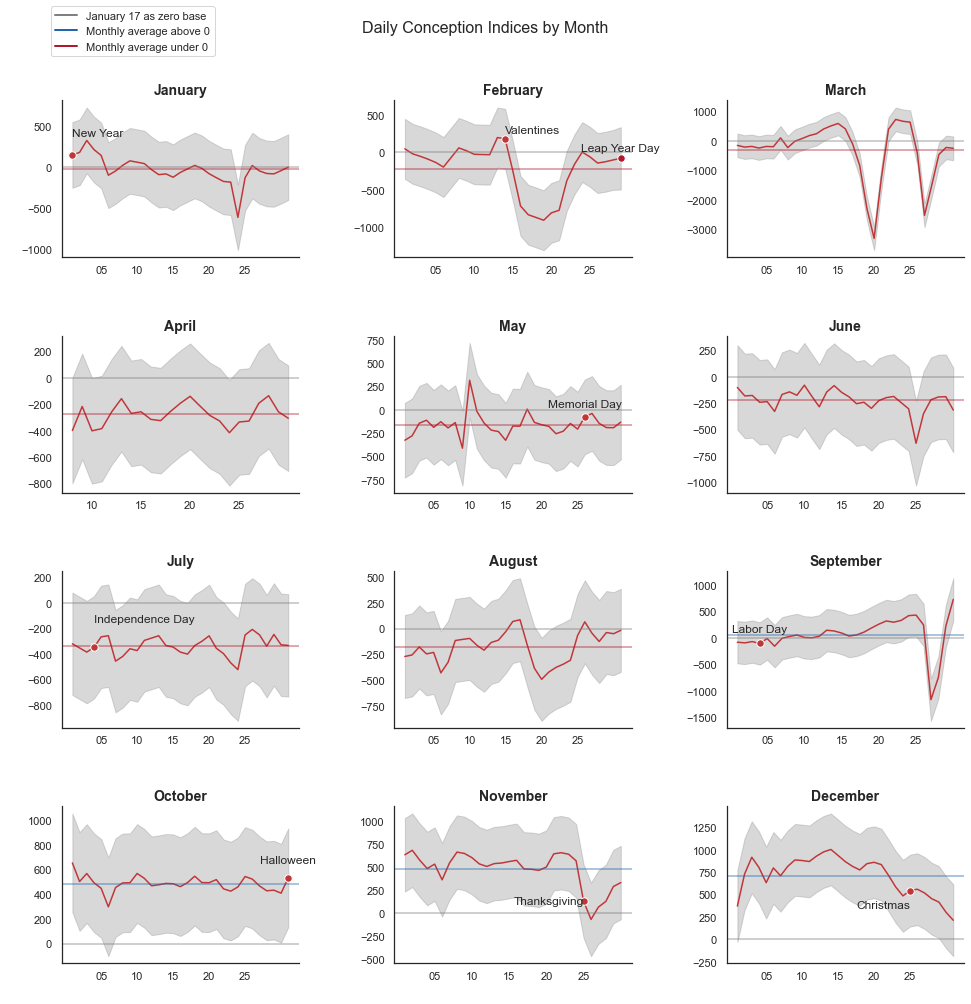 January 17 as zero base
Monthly average above 0
Monthly average under 0
Daily Conception Indices by Month
January
500
0
−500
−1000
New Year
05 10 15 20 25
February
500
0
−500
−1000
Valentines
Leap Year Day
05 10 15 20 25
March
1000
0
−1000
−2000
−3000
05 10 15 20 25
April
200
0
−200
−400
−600
−800
10 15 20 25
May
750
500
250
0
−250
−500
−750
Memorial Day
05 10 15 20 25
June
250
0
−250
−500
−750
−1000
05 10 15 20 25
July
200
0
−200
−400
−600
−800
Independence Day
05 10 15 20 25
August
500
250
0
−250
−500
−750
05 10 15 20 25
September
1000
500
0
−500
−1000
−1500
Labor Day
05 10 15 20 25
October
1000
800
600
400
200
0
Halloween
05 10 15 20 25
November
1000
750
500
250
0
−250
−500
Thanksgiving
05 10 15 20 25
December
1250
1000
750
500
250
0
−250
Christmas
05 10 15 20 25